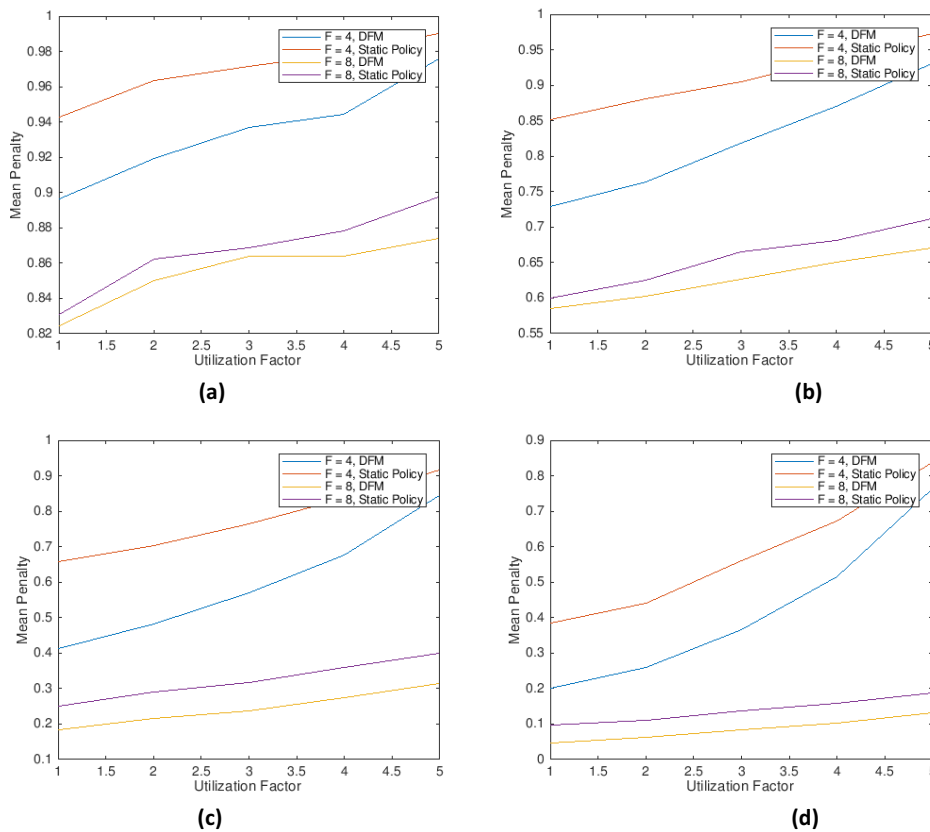 1
0.98
0.96
0.94
0.92
0.9
0.88
0.86
0.84
0.82
Mean Penalty
F = 4, DFM
F = 4, Static Policy
F = 8, DFM
F = 8, Static Policy
1 1.5 2 2.5 3 3.5 4 4.5 5
Utilization Factor
(a)
1
0.95
0.9
0.85
0.8
0.75
0.7
0.65
0.6
0.55
Mean Penalty
F = 4, DFM
F = 4, Static Policy
F = 8, DFM
F = 8, Static Policy
1 1.5 2 2.5 3 3.5 4 4.5 5
Utilization Factor
(b)
1
0.9
0.8
0.7
0.6
0.5
0.4
0.3
0.2
0.1
Mean Penalty
F = 4, DFM
F = 4, Static Policy
F = 8, DFM
F = 8, Static Policy
1 1.5 2 2.5 3 3.5 4 4.5 5
Utilization Factor
(c)
0.9
0.8
0.7
0.6
0.5
0.4
0.3
0.2
0.1
0
Mean Penalty
F = 4, DFM
F = 4, Static Policy
F = 8, DFM
F = 8, Static Policy
1 1.5 2 2.5 3 3.5 4 4.5 5
Utilization Factor
(d)